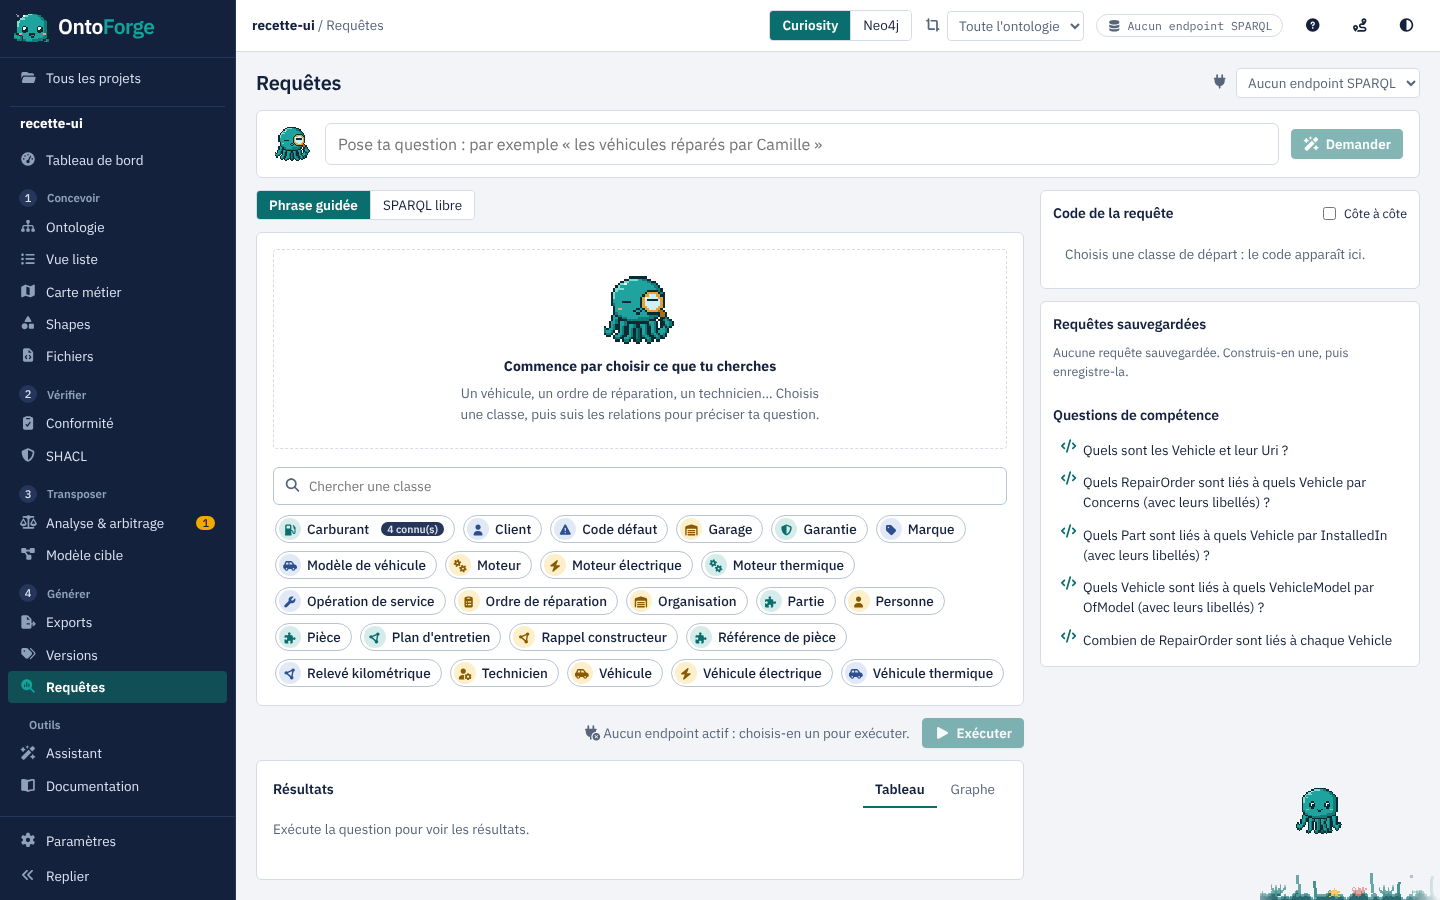 OntoForge
Tous les projets
recette-ui
Tableau de bord
1 Concevoir
Ontologie
Vue liste
Carte métier
Shapes
Fichiers
2 Vérifier
Conformité
SHACL
3 Transposer
Analyse & arbitrage 1
Modèle cible
4 Générer
Exports
Versions
Requêtes
Outils
Assistant
Documentation
Paramètres
Replier
recette-ui / Requêtes
Curiosity Neo4j
Toute l'ontologie
Aucun endpoint SPARQL
Requêtes
Aucun endpoint SPARQL
Pose ta question : par exemple « les véhicules réparés par Camille »
Demander
Phrase guidée SPARQL libre
Commence par choisir ce que tu cherches
Un véhicule, un ordre de réparation, un technicien... Choisis
une classe, puis suis les relations pour préciser ta question.
Chercher une classe
Carburant 4 connu(s) Client Code défaut Garage Garantie Marque
Modèle de véhicule Moteur Moteur électrique Moteur thermique
Opération de service Ordre de réparation Organisation Partie Personne
Pièce Plan d'entretien Rappel constructeur Référence de pièce
Relevé kilométrique Technicien Véhicule Véhicule électrique Véhicule thermique
Aucun endpoint actif : choisis-en un pour exécuter.
Exécuter
Résultats
Tableau Graphe
Exécute la question pour voir les résultats.
Code de la requête
Côte à côte
Choisis une classe de départ : le code apparaît ici.
Requêtes sauvegardées
Aucune requête sauvegardée. Construis-en une, puis
enregistre-la.
Questions de compétence
Quels sont les Vehicle et leur Uri ?
Quels RepairOrder sont liés à quels Vehicle par
Concerns (avec leurs libellés) ?
Quels Part sont liés à quels Vehicle par InstalledIn
(avec leurs libellés) ?
Quels Vehicle sont liés à quels VehicleModel par
OfModel (avec leurs libellés) ?
Combien de RepairOrder sont liés à chaque Vehicle